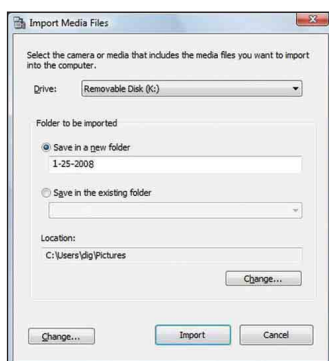 Import Media Files
Select the camera or media that includes the media files you want to import
into the computer.
Drive: Removable Disk (K:)
Folder to be imported
Save in a new folder
1-25-2008
Save in the existing folder
Location:
C:\Users\dig\Pictures
Change...
Change... Import Cancel